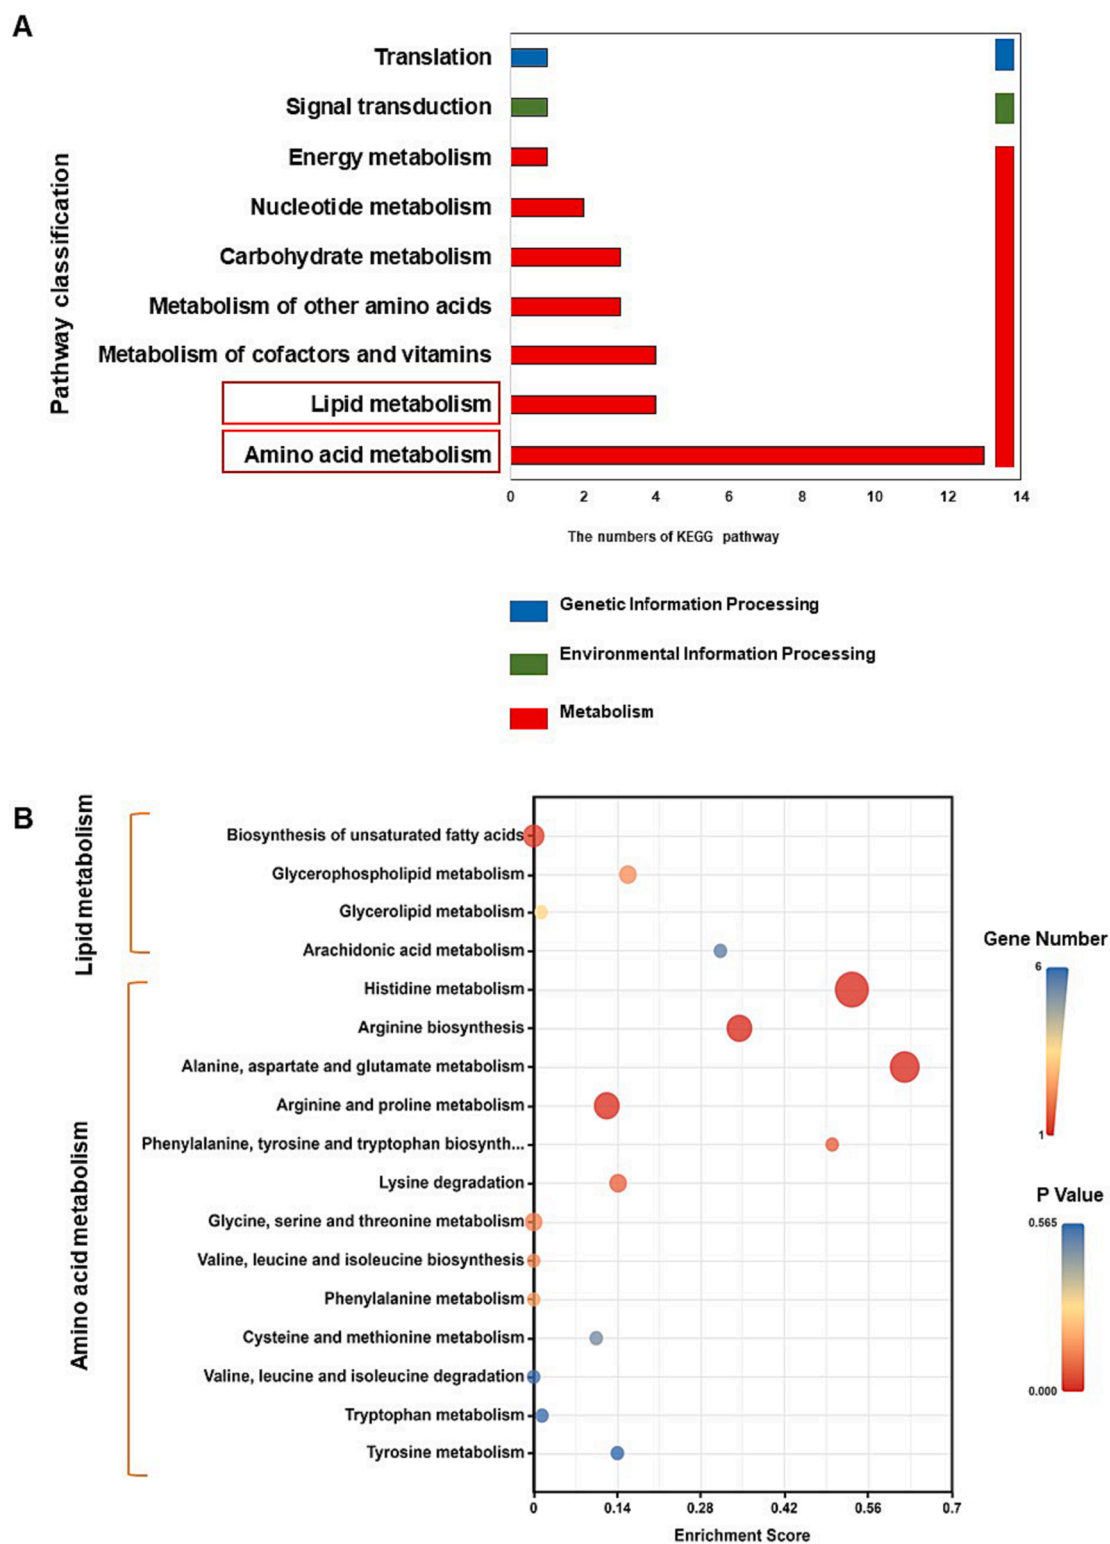 A
Pathway classification
Translation
Signal transduction
Energy metabolism
Nucleotide metabolism
Carbohydrate metabolism
Metabolism of other amino acids
Metabolism of cofactors and vitamins
Lipid metabolism
Amino acid metabolism
0 2 4 6 8 10 12 14
The numbers of KEGG pathway
Genetic Information Processing
Environmental Information Processing
Metabolism
B
Lipid metabolism
Biosynthesis of unsaturated fatty acids
Glycerophospholipid metabolism
Glycerolipid metabolism
Arachidonic acid metabolism
Amino acid metabolism
Histidine metabolism
Arginine biosynthesis
Alanine, aspartate and glutamate metabolism
Arginine and proline metabolism
Phenylalanine, tyrosine and tryptophan biosynth...
Lysine degradation
Glycine, serine and threonine metabolism
Valine, leucine and isoleucine biosynthesis
Phenylalanine metabolism
Cysteine and methionine metabolism
Valine, leucine and isoleucine degradation
Tryptophan metabolism
Tyrosine metabolism
0 0.14 0.28 0.42 0.56 0.7
Enrichment Score
Gene Number
6
1
P Value
0.565
0.000